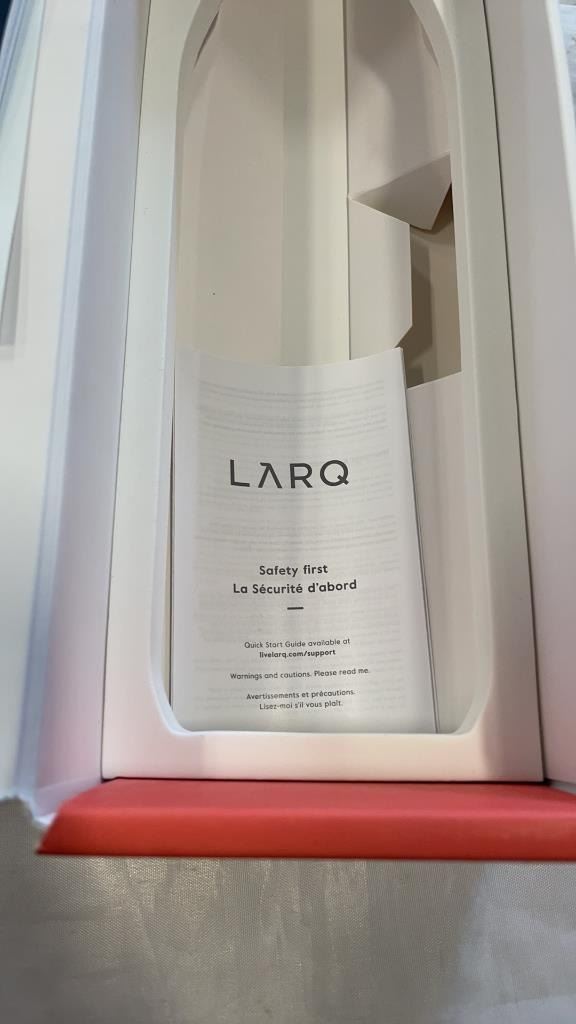 LARQ
Safety first
La Sécurité d'abord
Quick Start Guide available at
livelarq.com/support
Warnings and cautions. Please read me.
Avertissements et précautions.
Lisez-moi s'il vous plaît.